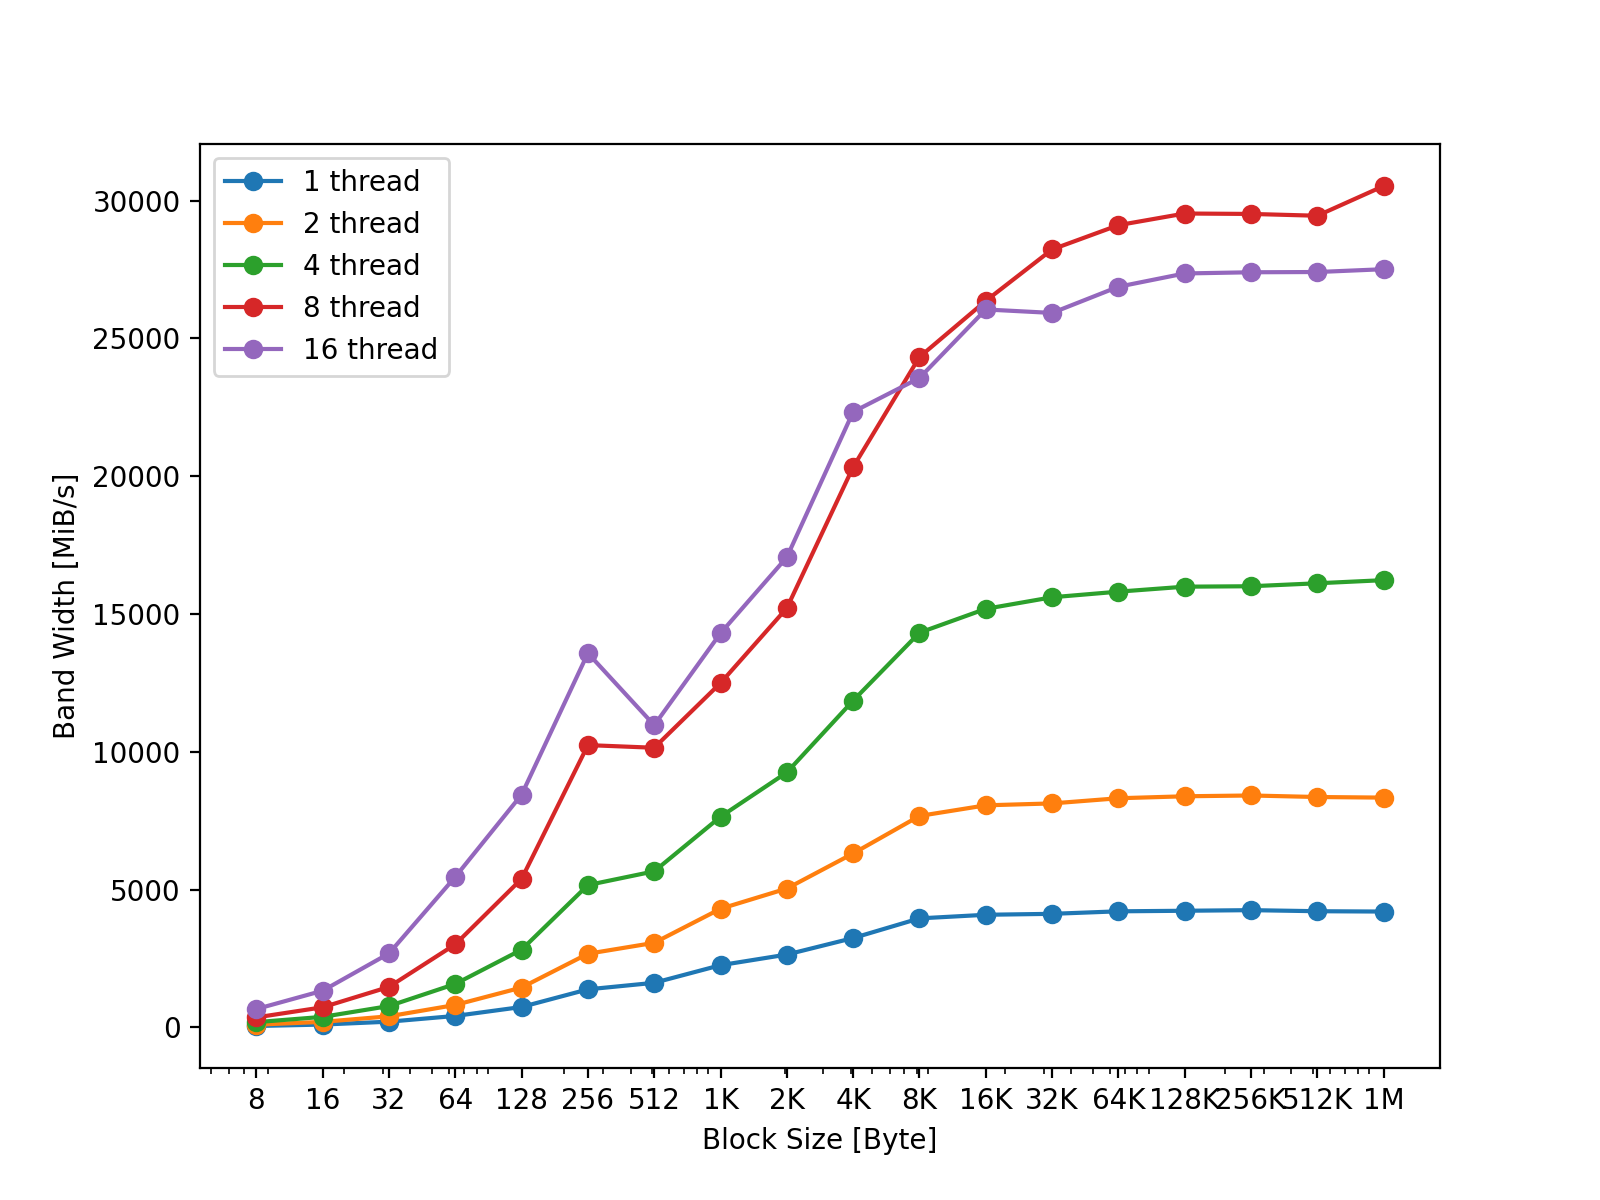 1 thread
2 thread
4 thread
8 thread
16 thread
30000
25000
20000
15000
10000
5000
0
Band Width [MiB/s]
8 16 32 64 128 256 512 1K 2K 4K 8K 16K 32K 64K 128K 256K 512K 1M
Block Size [Byte]